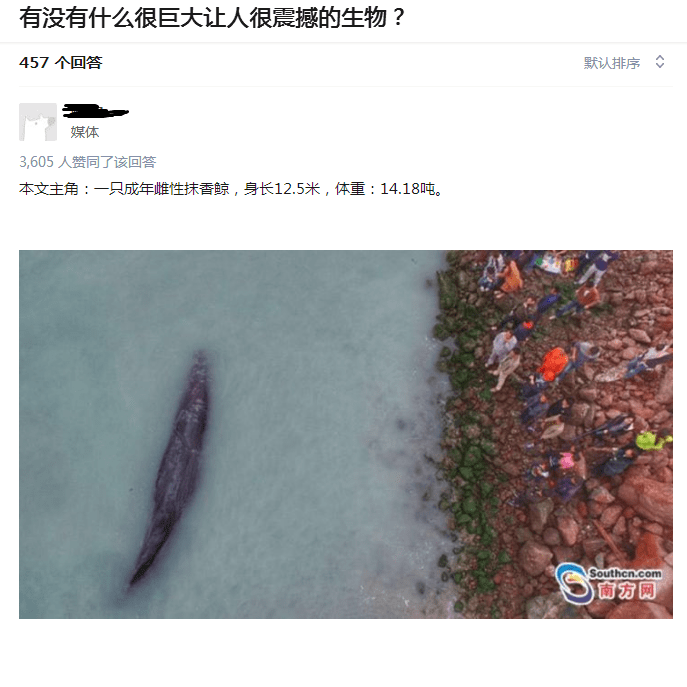 有没有什么很巨大让人很震撼的生物？
457 个回答
默认排序
媒体
3,605 人赞同了该回答
本文主角：一只成年雌性抹香鲸，身长12.5米，体重：14.18吨。
Southcn.com
南方网